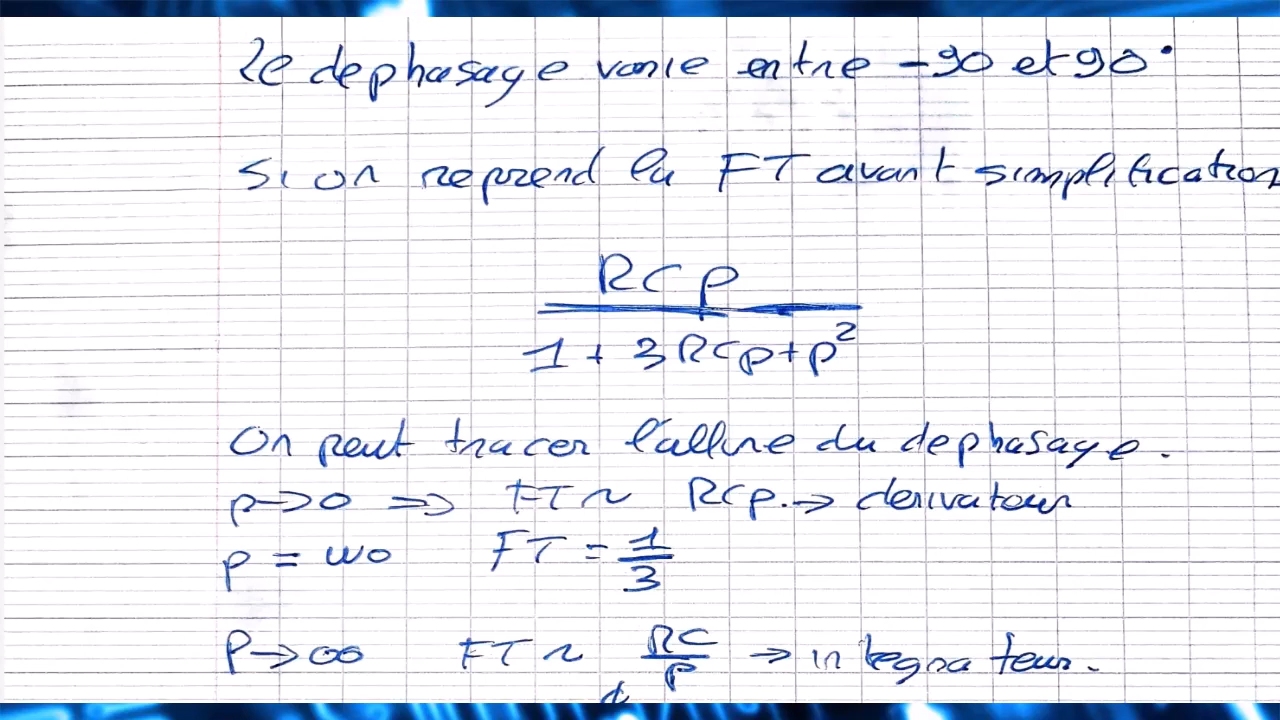 le dephasage varie entre -90 et 90°
Si on reprend la FT avant simplification
RCp
1 + 3RCp+p²
On peut tracer l'allure du dephasage.
p→0 => FT ~ RCp. → derivateur
p = wo FT = 1/3
P→∞ FT ~ RC/P → integrateur.